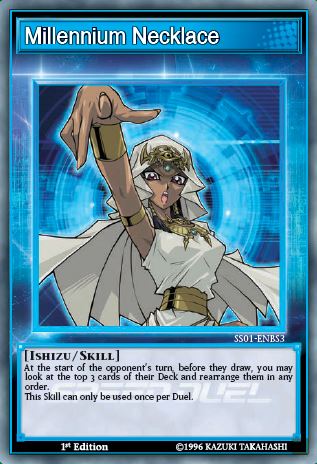 Millennium Necklace
SS01-ENBS3
[ISHIZU/SKILL]
At the start of the opponent's turn, before they draw, you may
look at the top 3 cards of their Deck and rearrange them in any
order.
This Skill can only be used once per Duel.
SPEED DUEL
1st Edition
©1996 KAZUKI TAKAHASHI